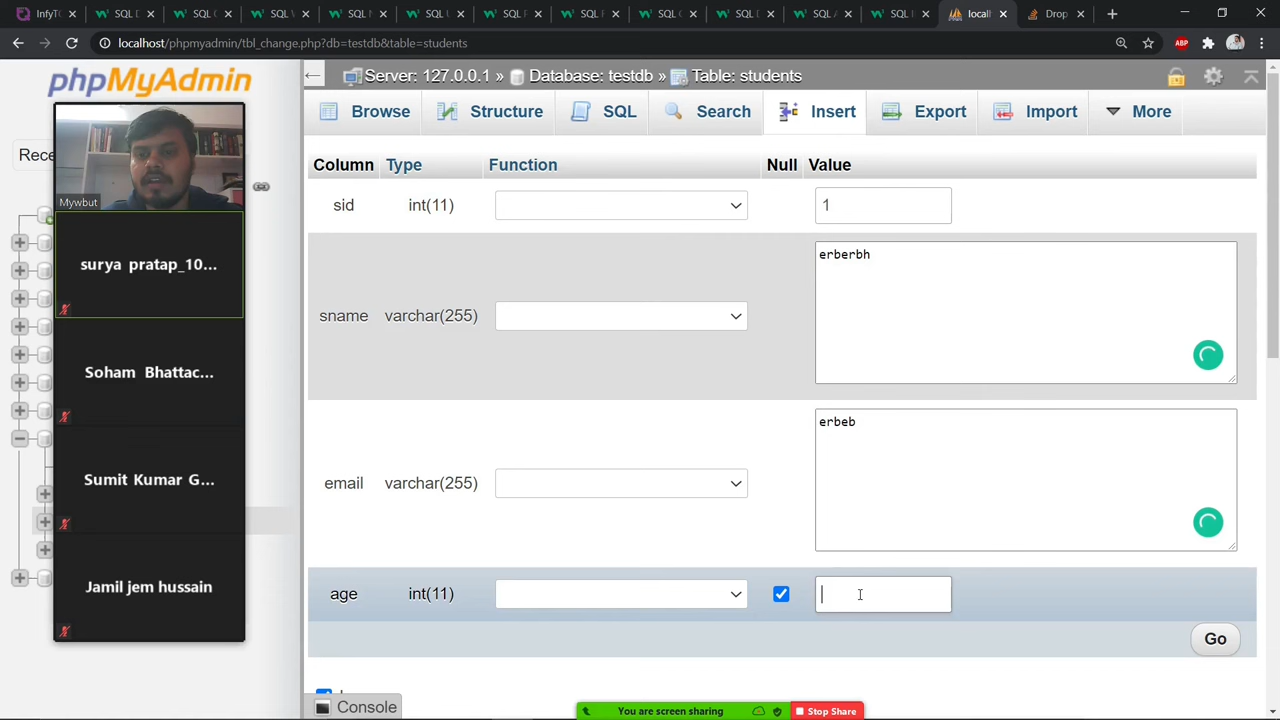 InfyTC
SQL D
SQL C
SQL V
SQL N
SQL U
SQL F
SQL F
SQL C
SQL D
SQL A
SQL I
locall
Drop
localhost/phpmyadmin/tbl_change.php?db=testdb&table=students
ABP
phpMyAdmin
Server: 127.0.0.1 » Database: testdb » Table: students
Browse Structure SQL Search Insert Export Import More
Rece
Mywbut
surya pratap_10...
Soham Bhattac...
Sumit Kumar G...
Jamil jem hussain
Column Type Function Null Value
sid int(11) 1
sname varchar(255) erberbh
email varchar(255) erbeb
age int(11)
Go
Console
You are screen sharing Stop Share